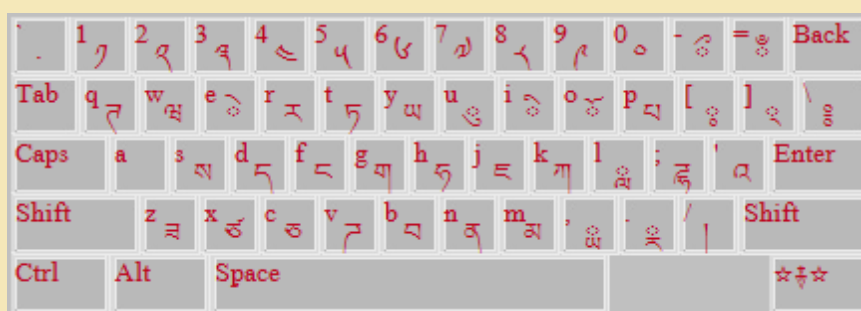 ` ་ 1 ༡ 2 ༢ 3 ༣ 4 ༤ 5 ༥ 6 ༦ 7 ༧ 8 ༨ 9 ༩ 0 ༠ - = ྃ Back
Tab q w ཝ e ེ r ར t ཏ y ཡ u ུ i o ོ p པ [ ] \
Caps a s ས d ད f ང g ག h ཧ j ཇ k ཀ l ླ ; ' འ Enter
Shift z ཟ x ཙ c ཅ v b བ n ན m མ , ྱ . / ། Shift
Ctrl Alt Space ☆⚶☆